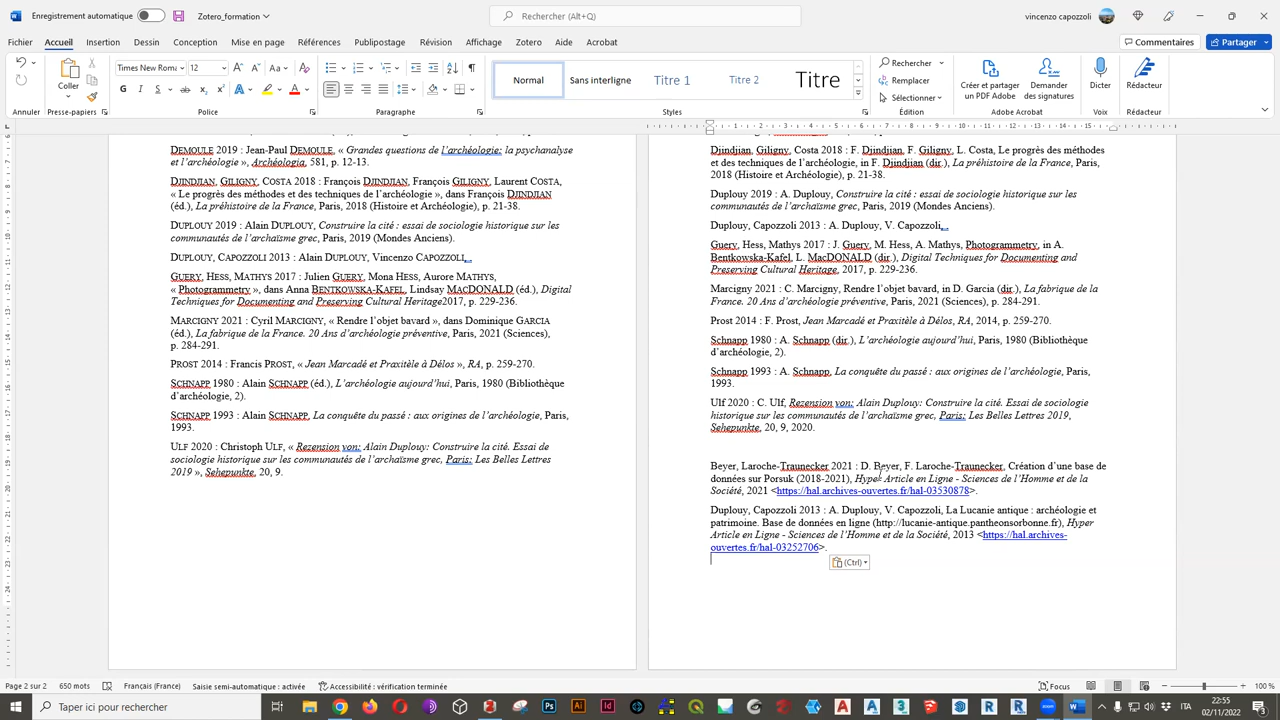 Enregistrement automatique
Zotero_formation
Rechercher (Alt+Q)
vincenzo capozzoli
Fichier Accueil Insertion Dessin Conception Mise en page Références Publipostage Révision Affichage Zotero Aide Acrobat
Commentaires
Partager
Coller
Times New Roma
12
Aa
G I S ab
Normal
Sans interligne
Titre 1
Titre 2
Titre
Rechercher
Remplacer
Sélectionner
Créer et partager
un PDF Adobe
Demander
des signatures
Dicter
Rédacteur
Annuler
Presse-papiers
Police
Paragraphe
Styles
Édition
Adobe Acrobat
Voix
DEMOULE 2019 : Jean-Paul DEMOULE, « Grandes questions de l’archéologie: la psychanalyse
et l’archéologie », Archéologia, 581, p. 12-13.
DJINDJIAN, GILIGNY, COSTA 2018 : François DJINDJIAN, François GILIGNY, Laurent COSTA,
« Le progrès des méthodes et des techniques de l’archéologie », dans François DJINDJIAN
(éd.), La préhistoire de la France, Paris, 2018 (Histoire et Archéologie), p. 21-38.
DUPLOUY 2019 : Alain DUPLOUY, Construire la cité : essai de sociologie historique sur les
communautés de l’archaïsme grec, Paris, 2019 (Mondes Anciens).
DUPLOUY, CAPOZZOLI 2013 : Alain DUPLOUY, Vincenzo CAPOZZOLI,.
GUERY, HESS, MATHYS 2017 : Julien GUERY, Mona HESS, Aurore MATHYS,
« Photogrammetry », dans Anna BENTKOWSKA-KAFEL, Lindsay MACDONALD (éd.), Digital
Techniques for Documenting and Preserving Cultural Heritage2017, p. 229-236.
MARCIGNY 2021 : Cyril MARCIGNY, « Rendre l’objet bavard », dans Dominique GARCIA
(éd.), La fabrique de la France. 20 Ans d’archéologie préventive, Paris, 2021 (Sciences),
p. 284-291.
PROST 2014 : Francis PROST, « Jean Marcadé et Praxitèle à Délos », RA, p. 259-270.
SCHNAPP 1980 : Alain SCHNAPP (éd.), L’archéologie aujourd’hui, Paris, 1980 (Bibliothèque
d’archéologie, 2).
SCHNAPP 1993 : Alain SCHNAPP, La conquête du passé : aux origines de l’archéologie, Paris,
1993.
ULF 2020 : Christoph ULF, « Rezension von: Alain Duplouy: Construire la cité. Essai de
sociologie historique sur les communautés de l’archaïsme grec, Paris: Les Belles Lettres
2019 », Sehepunkte, 20, 9.
Djindjian, Giligny, Costa 2018 : F. Djindjian, F. Giligny, L. Costa, Le progrès des méthodes
et des techniques de l’archéologie, in F. Djindjian (dir.), La préhistoire de la France, Paris,
2018 (Histoire et Archéologie), p. 21-38.
Duplouy 2019 : A. Duplouy, Construire la cité : essai de sociologie historique sur les
communautés de l’archaïsme grec, Paris, 2019 (Mondes Anciens).
Duplouy, Capozzoli 2013 : A. Duplouy, V. Capozzoli,.
Guery, Hess, Mathys 2017 : J. Guery, M. Hess, A. Mathys, Photogrammetry, in A.
Bentkowska-Kafel, L. MacDONALD (dir.), Digital Techniques for Documenting and
Preserving Cultural Heritage, 2017, p. 229-236.
Marcigny 2021 : C. Marcigny, Rendre l’objet bavard, in D. Garcia (dir.), La fabrique de la
France. 20 Ans d’archéologie préventive, Paris, 2021 (Sciences), p. 284-291.
Prost 2014 : F. Prost, Jean Marcadé et Praxitèle à Délos, RA, 2014, p. 259-270.
Schnapp 1980 : A. Schnapp (dir.), L’archéologie aujourd’hui, Paris, 1980 (Bibliothèque
d’archéologie, 2).
Schnapp 1993 : A. Schnapp, La conquête du passé : aux origines de l’archéologie, Paris,
1993.
Ulf 2020 : C. Ulf, Rezension von: Alain Duplouy: Construire la cité. Essai de sociologie
historique sur les communautés de l’archaïsme grec, Paris: Les Belles Lettres 2019,
Sehepunkte, 20, 9, 2020.
Beyer, Laroche-Traunecker 2021 : D. Beyer, F. Laroche-Traunecker, Création d’une base de
données sur Porsuk (2018-2021), Hyper Article en Ligne - Sciences de l’Homme et de la
Société, 2021 <https://hal.archives-ouvertes.fr/hal-03530878>.
Duplouy, Capozzoli 2013 : A. Duplouy, V. Capozzoli, La Lucanie antique : archéologie et
patrimoine. Base de données en ligne (http://lucanie-antique.pantheonsorbonne.fr), Hyper
Article en Ligne - Sciences de l’Homme et de la Société, 2013 <https://hal.archives-
ouvertes.fr/hal-03252706>.
(Ctrl)
Page 2 sur 2
650 mots
Français (France)
Saisie semi-automatique : activée
Accessibilité : vérification terminée
Focus
100 %
Taper ici pour rechercher
22:55
02/11/2022